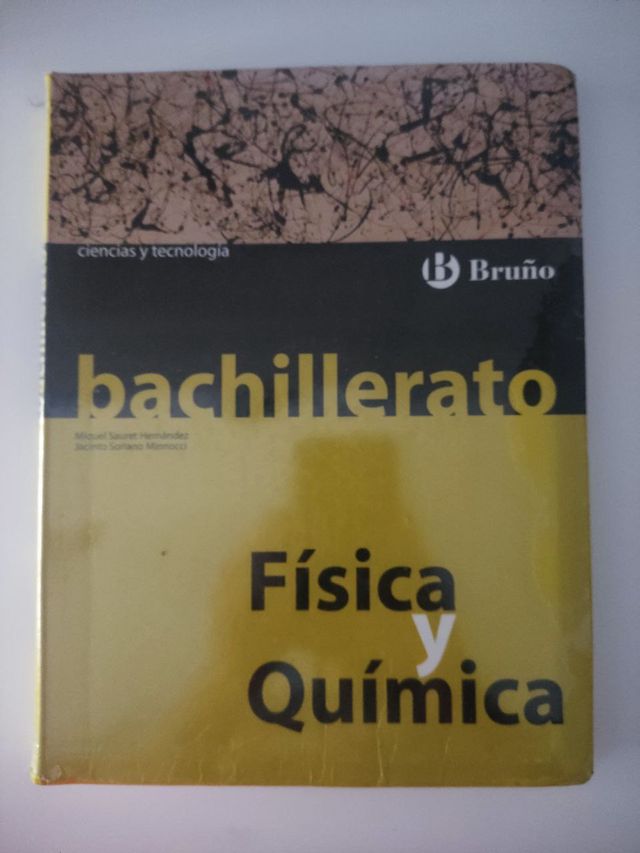 ciencias y tecnología
B Bruño
bachillerato
Miquel Sauret Hernández
Jacinto Soriano Minnocci
Física
y
Química